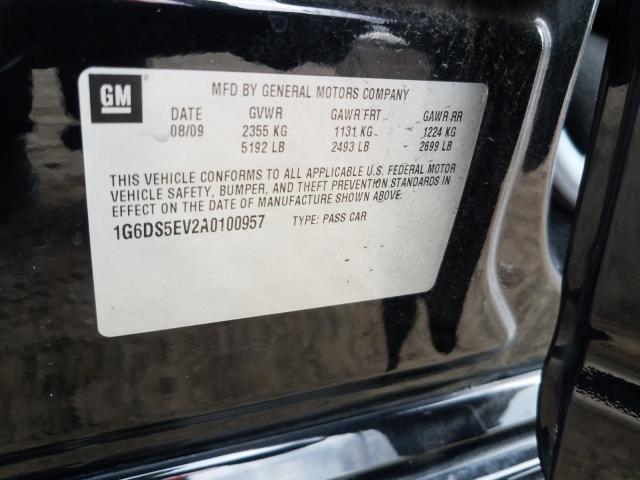 GM
MFD BY GENERAL MOTORS COMPANY
DATE GVWR GAWR FRT GAWR RR
08/09 2355 KG 1131 KG 1224 KG
5192 LB 2493 LB 2699 LB
THIS VEHICLE CONFORMS TO ALL APPLICABLE U.S. FEDERAL MOTOR
VEHICLE SAFETY, BUMPER, AND THEFT PREVENTION STANDARDS IN
EFFECT ON THE DATE OF MANUFACTURE SHOWN ABOVE.
1G6DS5EV2A0100957 TYPE: PASS CAR